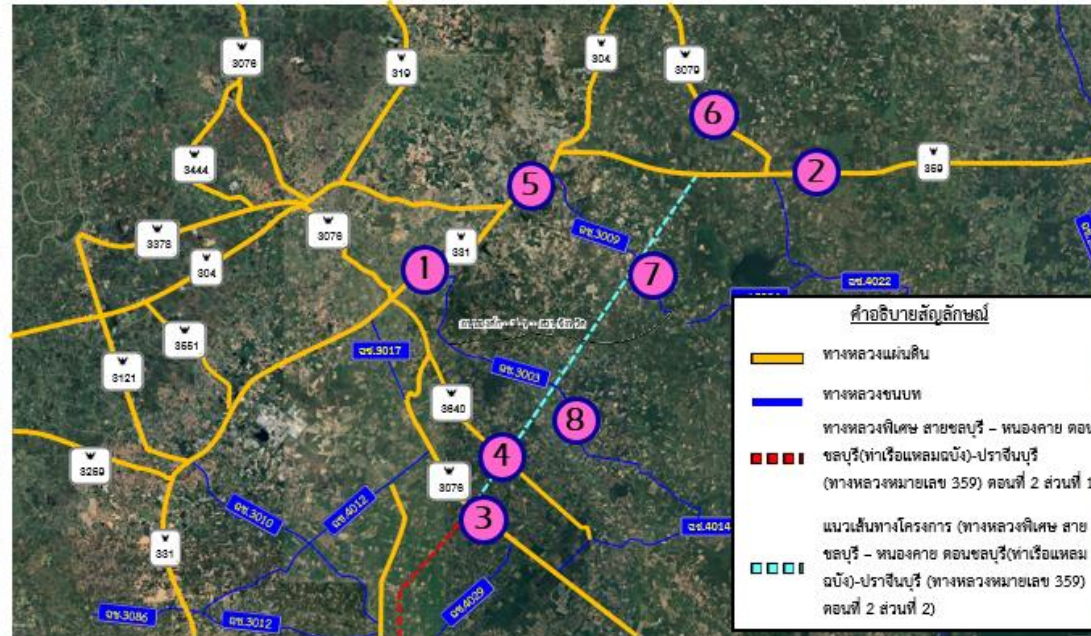 3076
319
304
3079
6
3444
5
2
359
3378
3076
331
ฉช.3009
1
7
304
ฉช.4022
3551
ฉช.3017
ฉช.3003
3121
3640
8
4
3259
3076
3
ฉช.3010
ฉช.4012
ฉช.4014
331
ฉช.4029
ฉช.3086
ฉช.3012
คำอธิบายสัญลักษณ์
ทางหลวงแผ่นดิน
ทางหลวงชนบท
ทางหลวงพิเศษ สายชลบุรี – หนองคาย ตอน
ชลบุรี(ท่าเรือแหลมฉบัง)-ปราจีนบุรี
(ทางหลวงหมายเลข 359) ตอนที่ 2 ส่วนที่ 1
แนวเส้นทางโครงการ (ทางหลวงพิเศษ สาย
ชลบุรี – หนองคาย ตอนชลบุรี(ท่าเรือแหลม
ฉบัง)-ปราจีนบุรี (ทางหลวงหมายเลข 359)
ตอนที่ 2 ส่วนที่ 2)